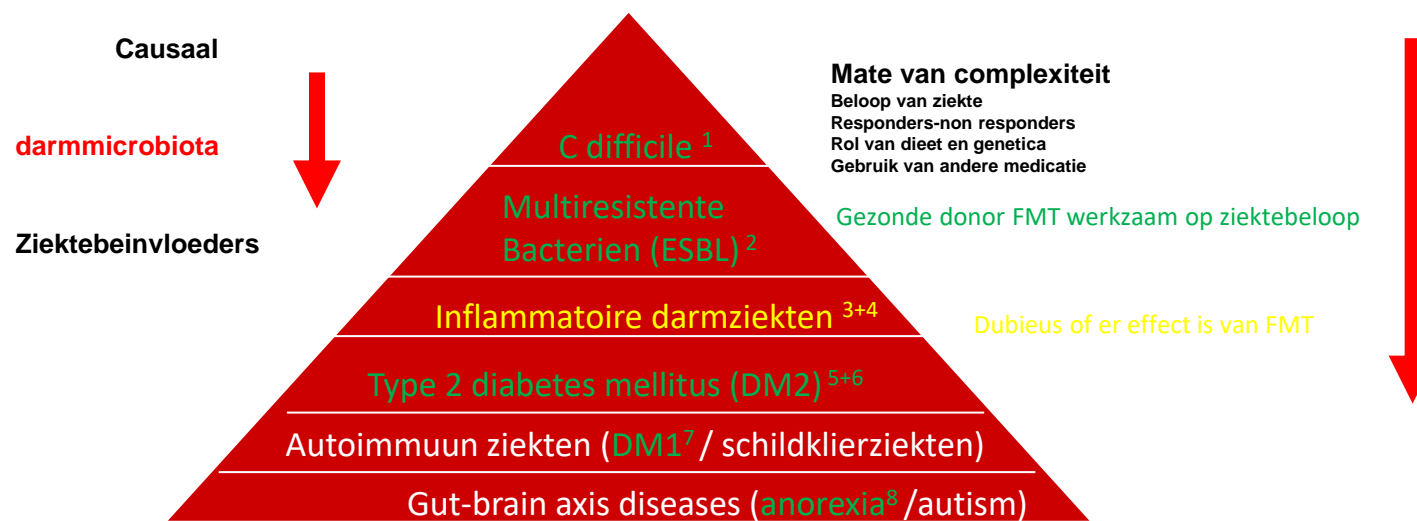 Causaal
darmmicrobiota
Ziektebeinvloeders
C difficile 1
Multiresistente
Bacterien (ESBL) 2
Inflammatoire darmziekten 3+4
Type 2 diabetes mellitus (DM2) 5+6
Autoimmuun ziekten (DM1 7 / schildklierziekten)
Gut-brain axis diseases (anorexia 8 /autism)
Mate van complexiteit
Beloop van ziekte
Responders-non responders
Rol van dieet en genetica
Gebruik van andere medicatie
Gezonde donor FMT werkzaam op ziektebeloop
Dubieus of er effect is van FMT